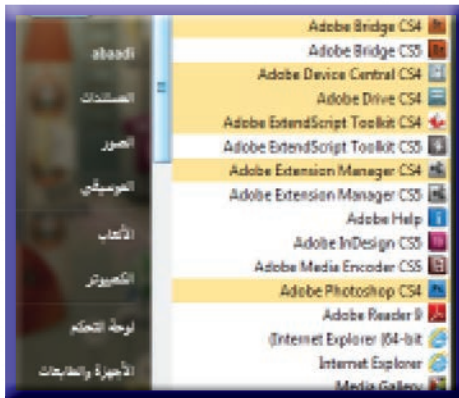 Adobe Bridge CS4
Adobe Bridge CS5
Adobe Device Central CS4
Adobe Drive CS4
Adobe ExtendScript Toolkit CS4
Adobe ExtendScript Toolkit CS5
Adobe Extension Manager CS4
Adobe Extension Manager CS5
Adobe Help
Adobe InDesign CS5
Adobe Media Encoder CS5
Adobe Photoshop CS4
Adobe Reader 9
(Internet Explorer (64-bit
Internet Explorer
Media Gallery
abaadi
المستندات
الصور
الموسيقى
الألعاب
الكمبيوتر
لوحة التحكم
الأجهزة والطابعات